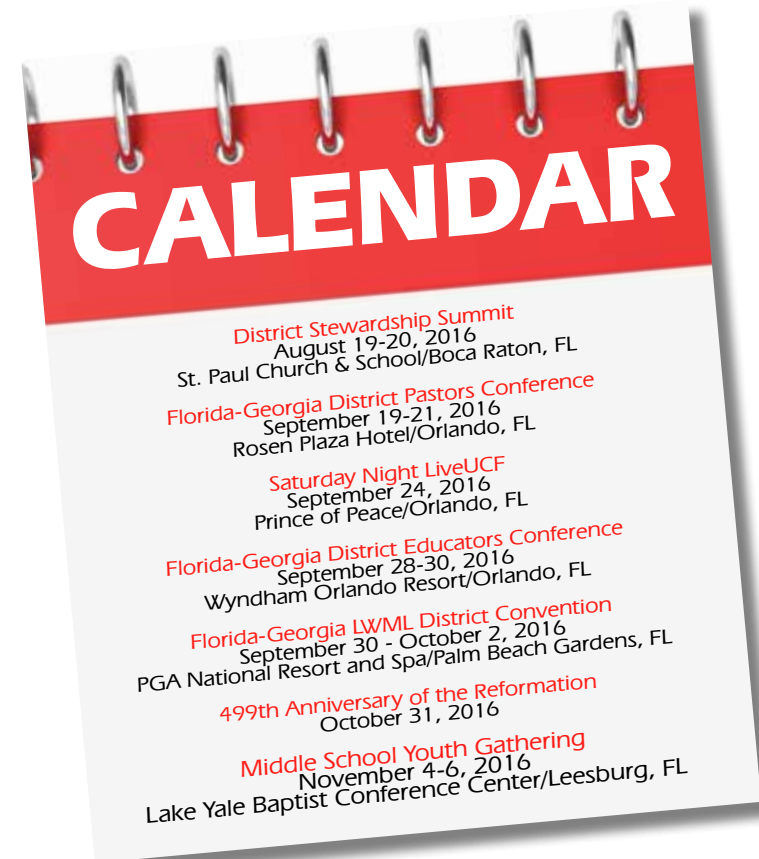 CALENDAR
District Stewardship Summit
August 19-20, 2016
St. Paul Church & School/Boca Raton, FL
Florida-Georgia District Pastors Conference
September 19-21, 2016
Rosen Plaza Hotel/Orlando, FL
Saturday Night LiveUCF
September 24, 2016
Prince of Peace/Orlando, FL
Florida-Georgia District Educators Conference
September 28-30, 2016
Wyndham Orlando Resort/Orlando, FL
Florida-Georgia LWML District Convention
September 30 - October 2, 2016
PGA National Resort and Spa/Palm Beach Gardens, FL
499th Anniversary of the Reformation
October 31, 2016
Middle School Youth Gathering
November 4-6, 2016
Lake Yale Baptist Conference Center/Leesburg, FL